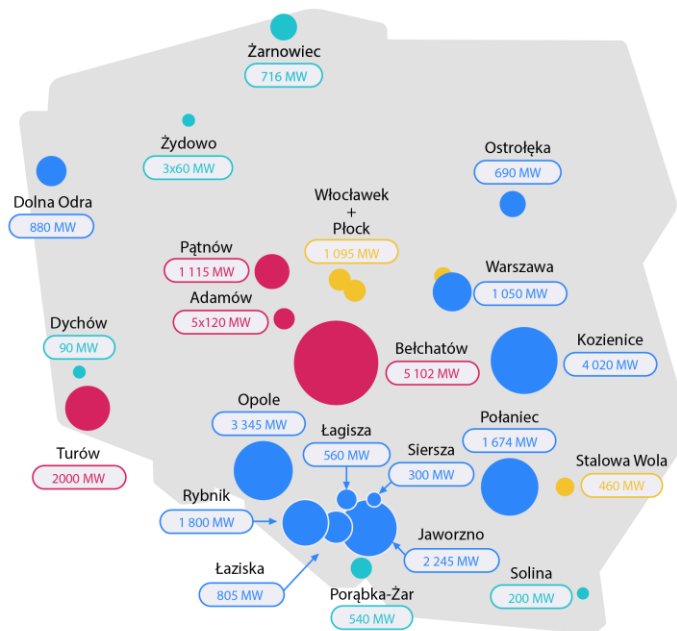 Żarnowiec
716 MW
Żydowo
3x60 MW
Ostrołęka
690 MW
Dolna Odra
880 MW
Włocławek
+
Płock
1 095 MW
Pątnów
1 115 MW
Warszawa
1 050 MW
Adamów
5x120 MW
Dychów
90 MW
Bełchatów
5 102 MW
Kozienice
4 020 MW
Opole
3 345 MW
Połaniec
1 674 MW
Łagisza
560 MW
Siersza
300 MW
Turów
2000 MW
Stalowa Wola
460 MW
Rybnik
1 800 MW
Jaworzno
2 245 MW
Łaziska
805 MW
Porąbka-Żar
540 MW
Solina
200 MW